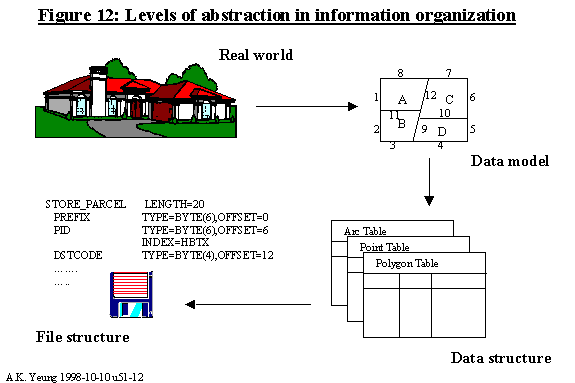 Figure 12: Levels of abstraction in information organization
Real world
8 7
1 A 12 C 6
11 10
2 B 9 D 5
3 4
Data model
STORE_PARCEL LENGTH=20
PREFIX TYPE=BYTE(6),OFFSET=0
PID TYPE=BYTE(6),OFFSET=6
INDEX=HBTX
DSTCODE TYPE=BYTE(4),OFFSET=12
.......
.....
Arc Table
Point Table
Polygon Table
File structure
Data structure
A.K. Yeung 1998-10-10 u51-12